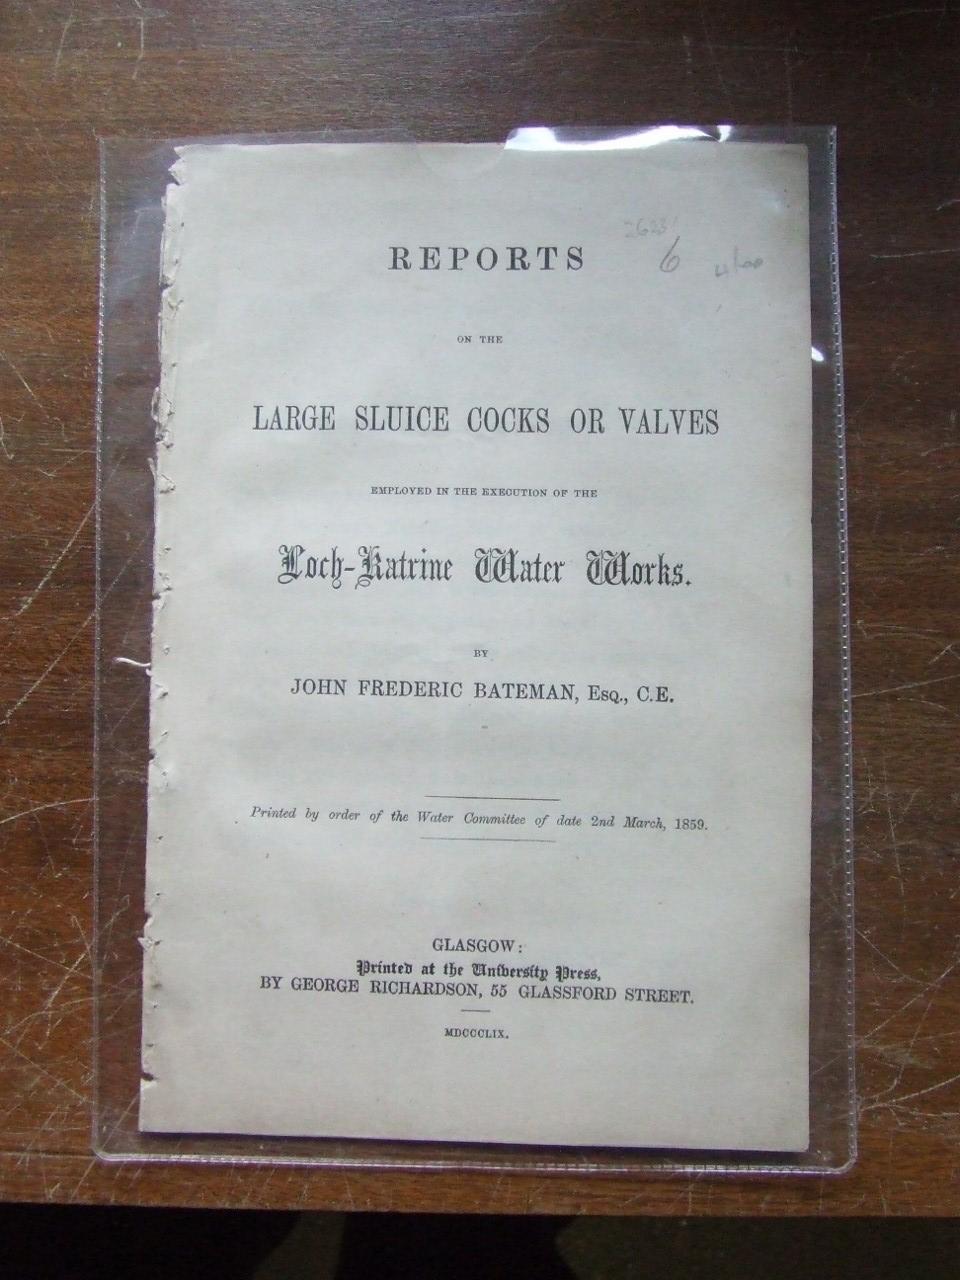 2623
6
REPORTS
ON THE
LARGE SLUICE COCKS OR VALVES
EMPLOYED IN THE EXECUTION OF THE
Loch-Katrine Water Works.
BY
JOHN FREDERIC BATEMAN, Esq., C.E.
Printed by order of the Water Committee of date 2nd March, 1859.
GLASGOW:
Printed at the University Press,
BY GEORGE RICHARDSON, 55 GLASSFORD STREET.
MDCCCLIX.